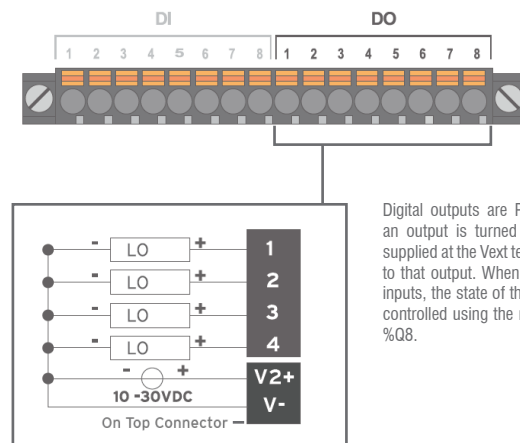 DI DO
1 2 3 4 5 6 7 8 1 2 3 4 5 6 7 8
Digital outputs are
an output is turned
supplied at the Vext
to that output. When
inputs, the state of
controlled using the
%Q8.
- LO + 1
- LO + 2
- LO + 3
- LO + 4
- + V2+
10 -30VDC V-
On Top Connector